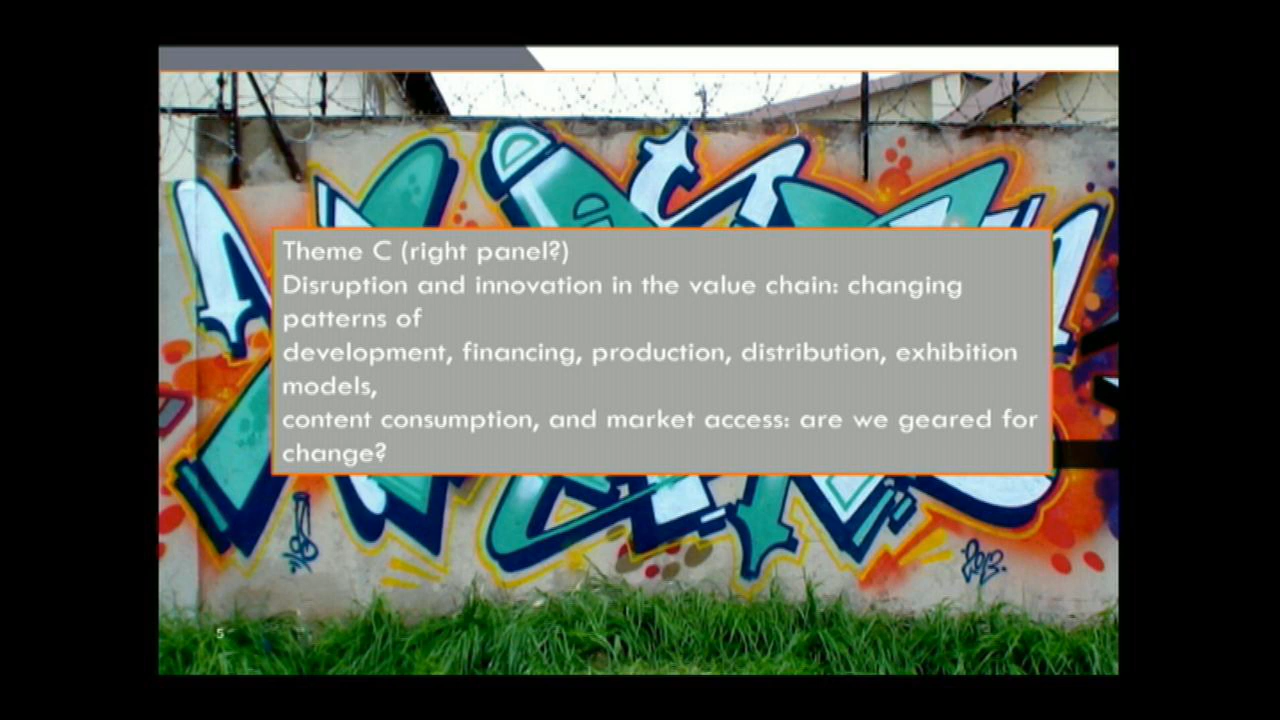 Theme C (right panel?)
Disruption and innovation in the value chain: changing
patterns of
development, financing, production, distribution, exhibition
models,
content consumption, and market access: are we geared for
change?
5